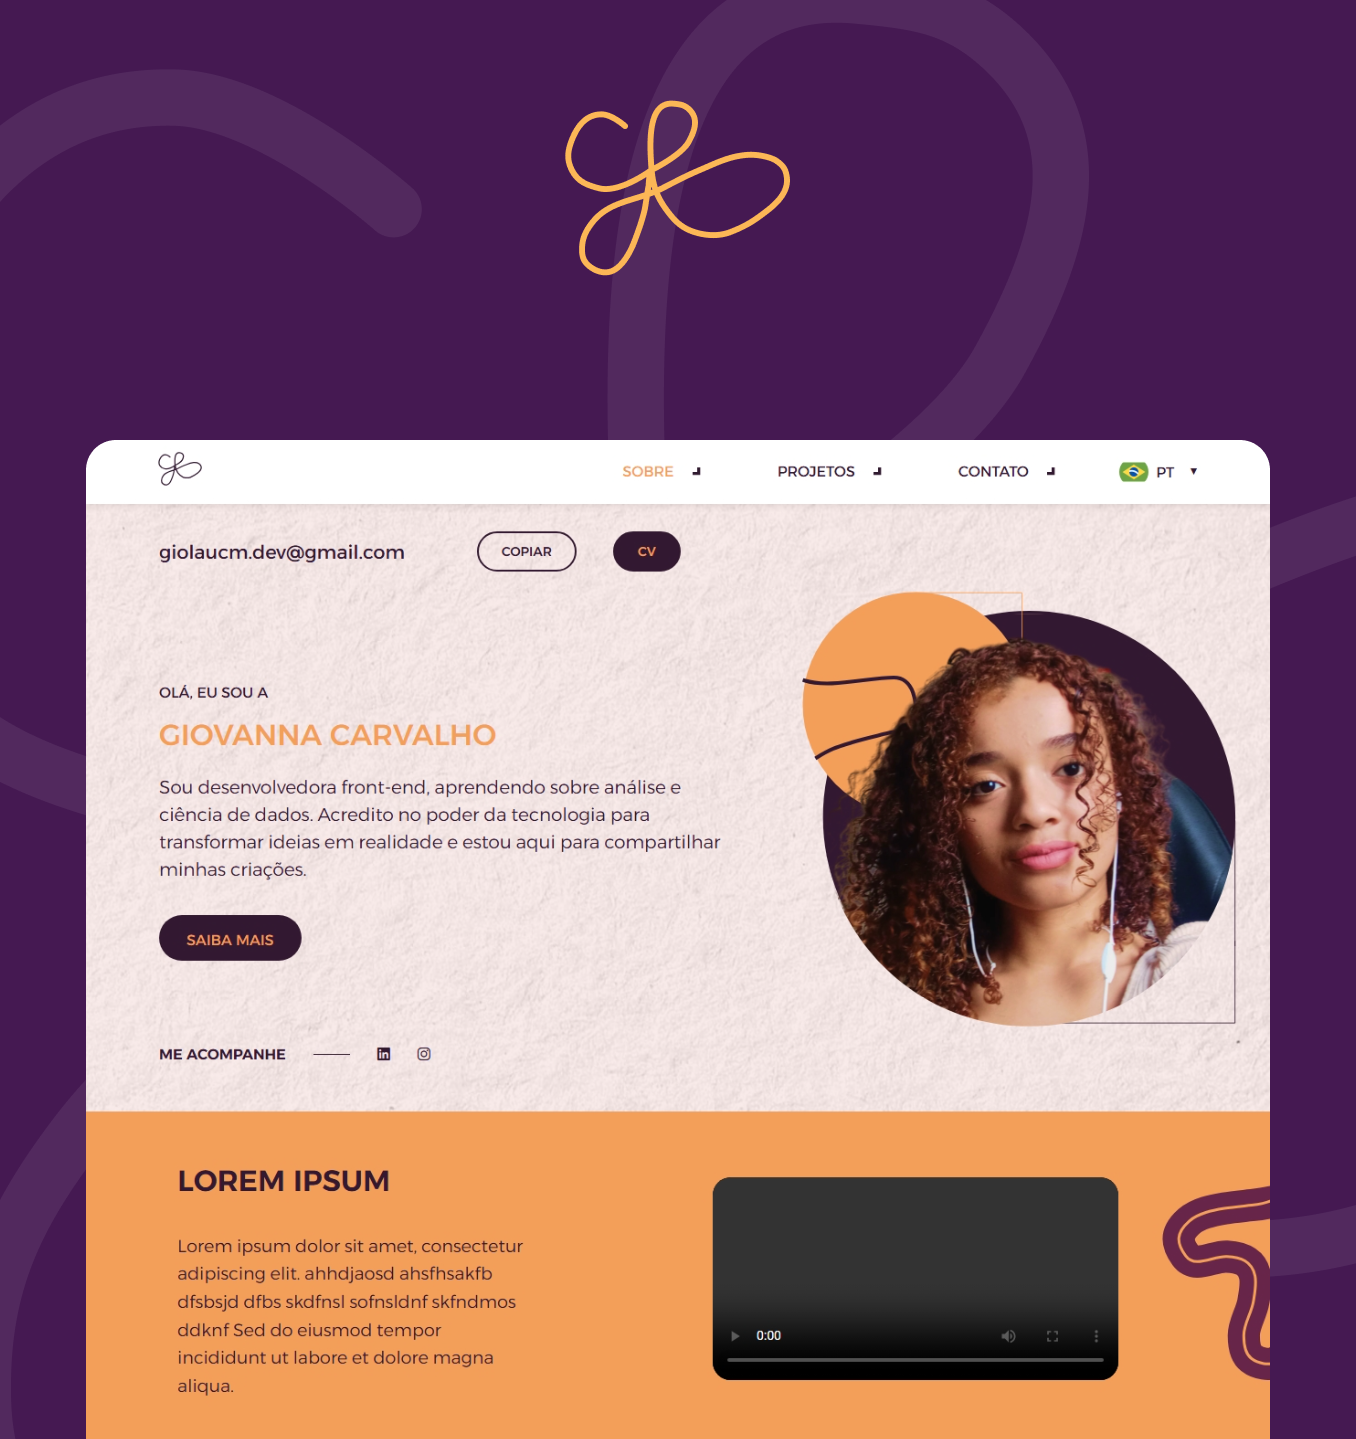 SOBRE PROJETOS CONTATO PT
giolaucm.dev@gmail.com COPIAR CV
OLÁ, EU SOU A
GIOVANNA CARVALHO
Sou desenvolvedora front-end, aprendendo sobre análise e
ciência de dados. Acredito no poder da tecnologia para
transformar ideias em realidade e estou aqui para compartilhar
minhas criações.
SAIBA MAIS
ME ACOMPANHE
LOREM IPSUM
Lorem ipsum dolor sit amet, consectetur
adipiscing elit. ahhdjaosd ahsfhsakfb
dfsbsjd dfbs skdfnsl sofnsldnf skfndmos
ddknf Sed do eiusmod tempor
incididunt ut labore et dolore magna
aliqua.
0:00